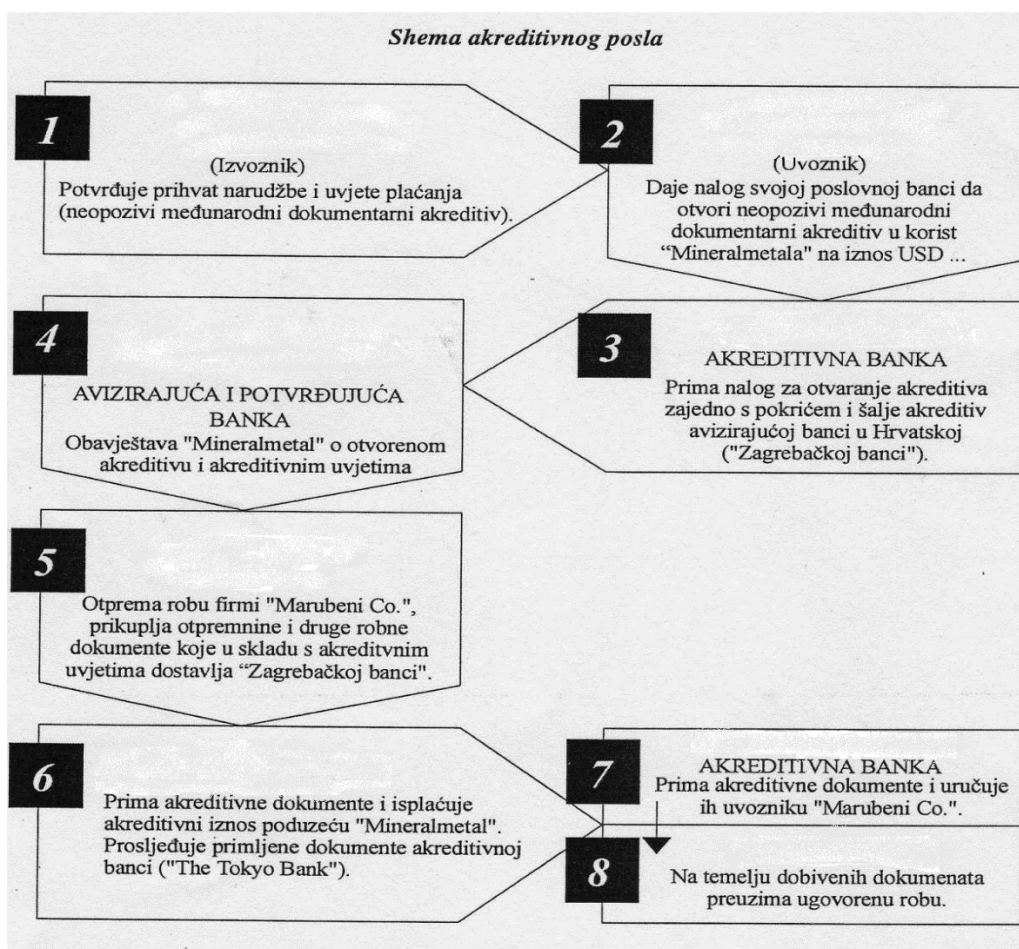 Shema akreditivnog posla
1
(Izvoznik)
Potvrđuje prihvat narudžbe i uvjete plaćanja
(neopozivi međunarodni dokumentarni akreditiv).
2
(Uvoznik)
Daje nalog svojoj poslovnoj banci da
otvori neopozivi međunarodni
dokumentarni akreditiv u korist
“Mineralmetala" na iznos USD ...
3
AKREDITIVNA BANKA
Prima nalog za otvaranje akreditiva
zajedno s pokrićem i šalje akreditiv
avizirajućoj banci u Hrvatskoj
("Zagrebačkoj banci").
4
AVIZIRAJUĆA I POTVRĐUJUĆA
BANKA
Obavještava "Mineralmetal" o otvorenom
akreditivu i akreditivnim uvjetima
5
Otprema robu firmi "Marubeni Co.",
prikuplja otpremnine i druge robne
dokumente koje u skladu s akreditvnim
uvjetima dostavlja “Zagrebačkoj banci".
6
Prima akreditivne dokumente i isplaćuje
akreditivni iznos poduzeću "Mineralmetal".
Prosljeđuje primljene dokumente akreditivnoj
banci ("The Tokyo Bank").
7
AKREDITIVNA BANKA
Prima akreditivne dokumente i uručuje
ih uvozniku "Marubeni Co.".
8
Na temelju dobivenih dokumenata
preuzima ugovorenu robu.